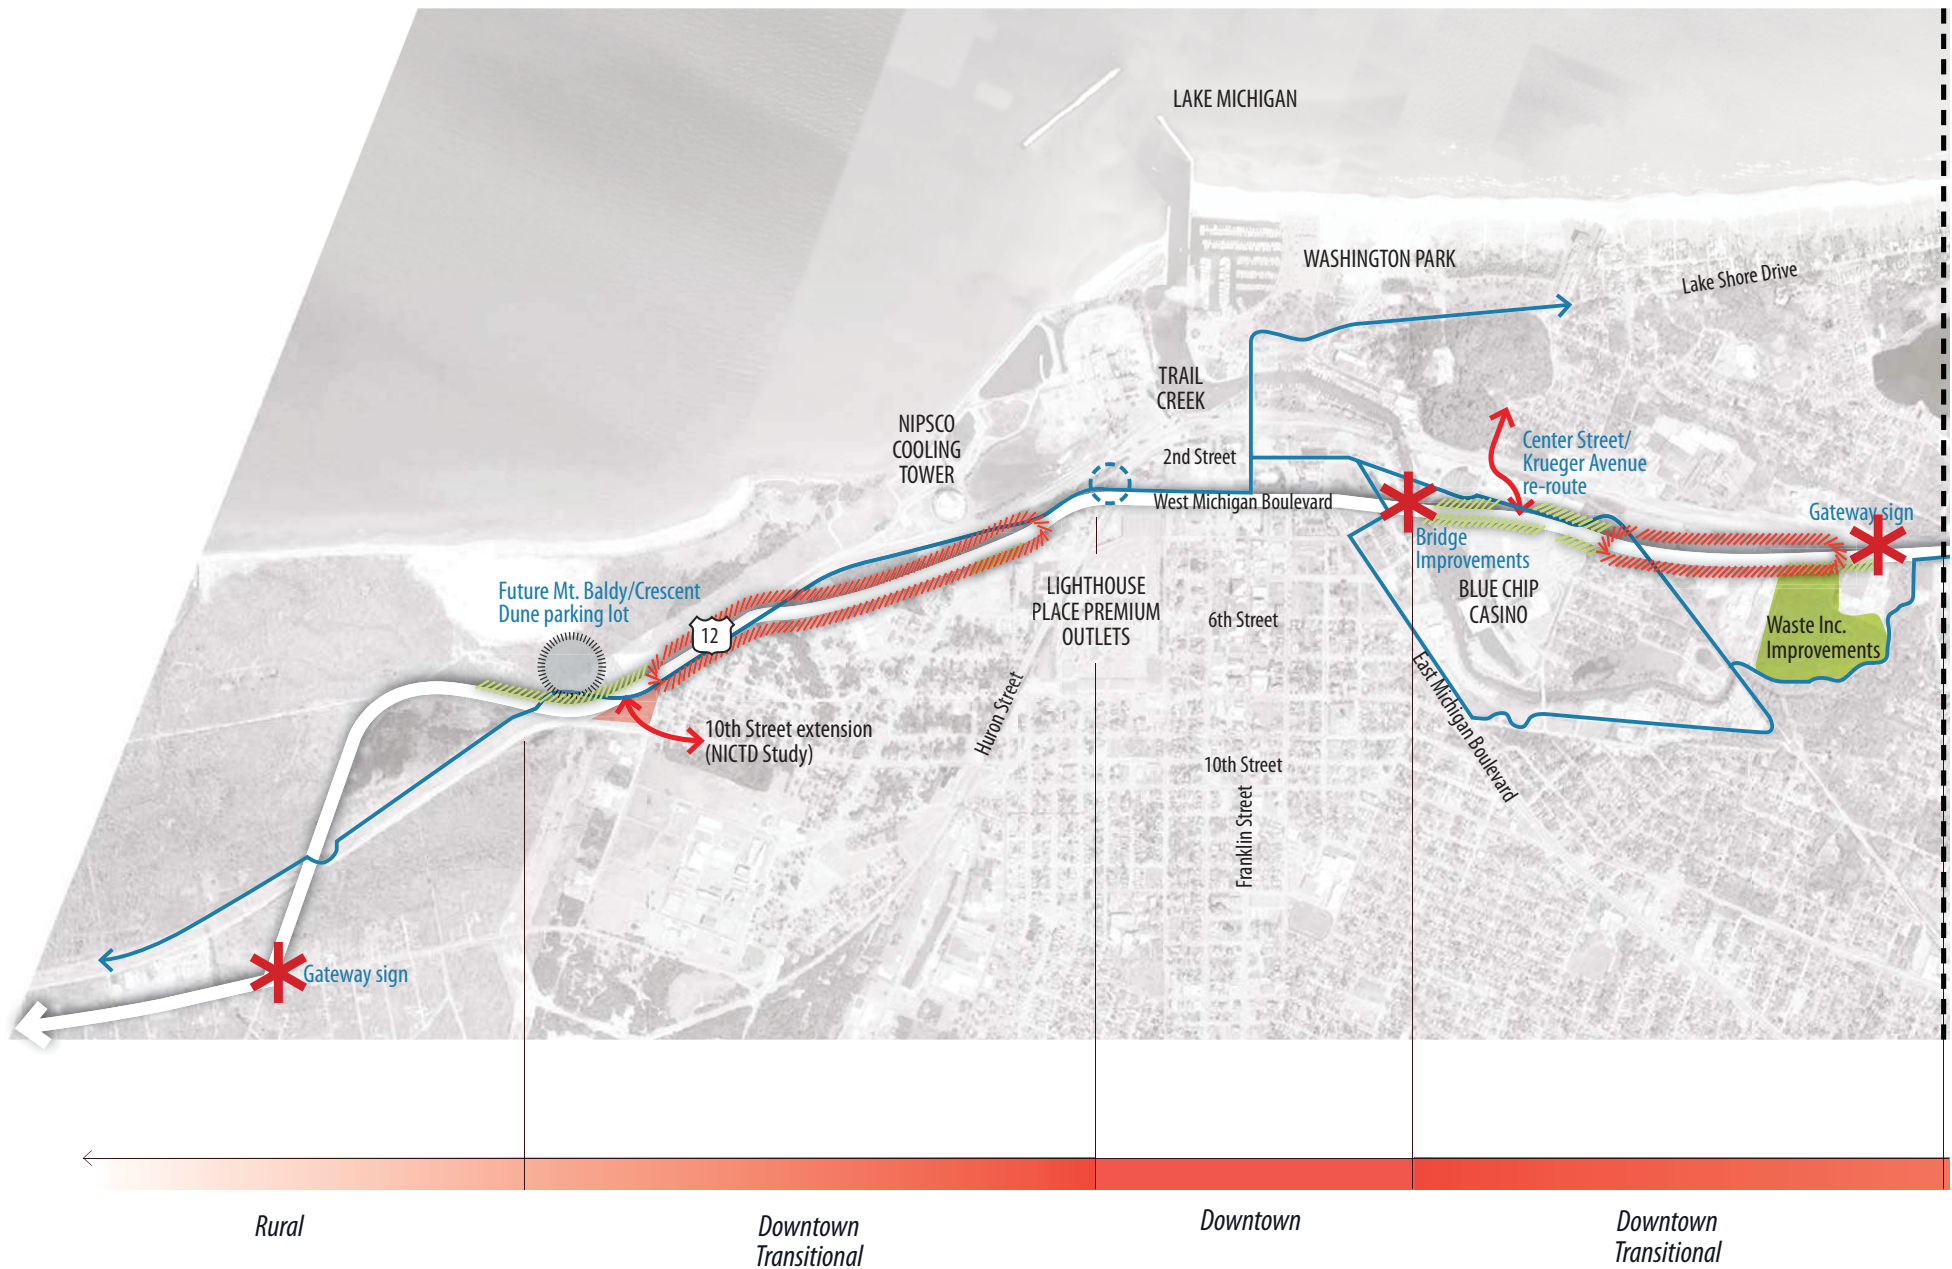 LAKE MICHIGAN
WASHINGTON PARK
Lake Shore Drive
TRAIL
CREEK
NIPSCO
COOLING
TOWER
2nd Street
Center Street/
Krueger Avenue
re-route
West Michigan Boulevard
Gateway sign
Bridge
Improvements
BLUE CHIP
CASINO
Future Mt. Baldy/Crescent
Dune parking lot
12
LIGHTHOUSE
PLACE PREMIUM
OUTLETS
6th Street
Waste Inc.
Improvements
East Michigan Boulevard
Huron Street
10th Street extension
(NICTD Study)
10th Street
Franklin Street
Gateway sign
Rural
Downtown
Transitional
Downtown
Downtown
Transitional